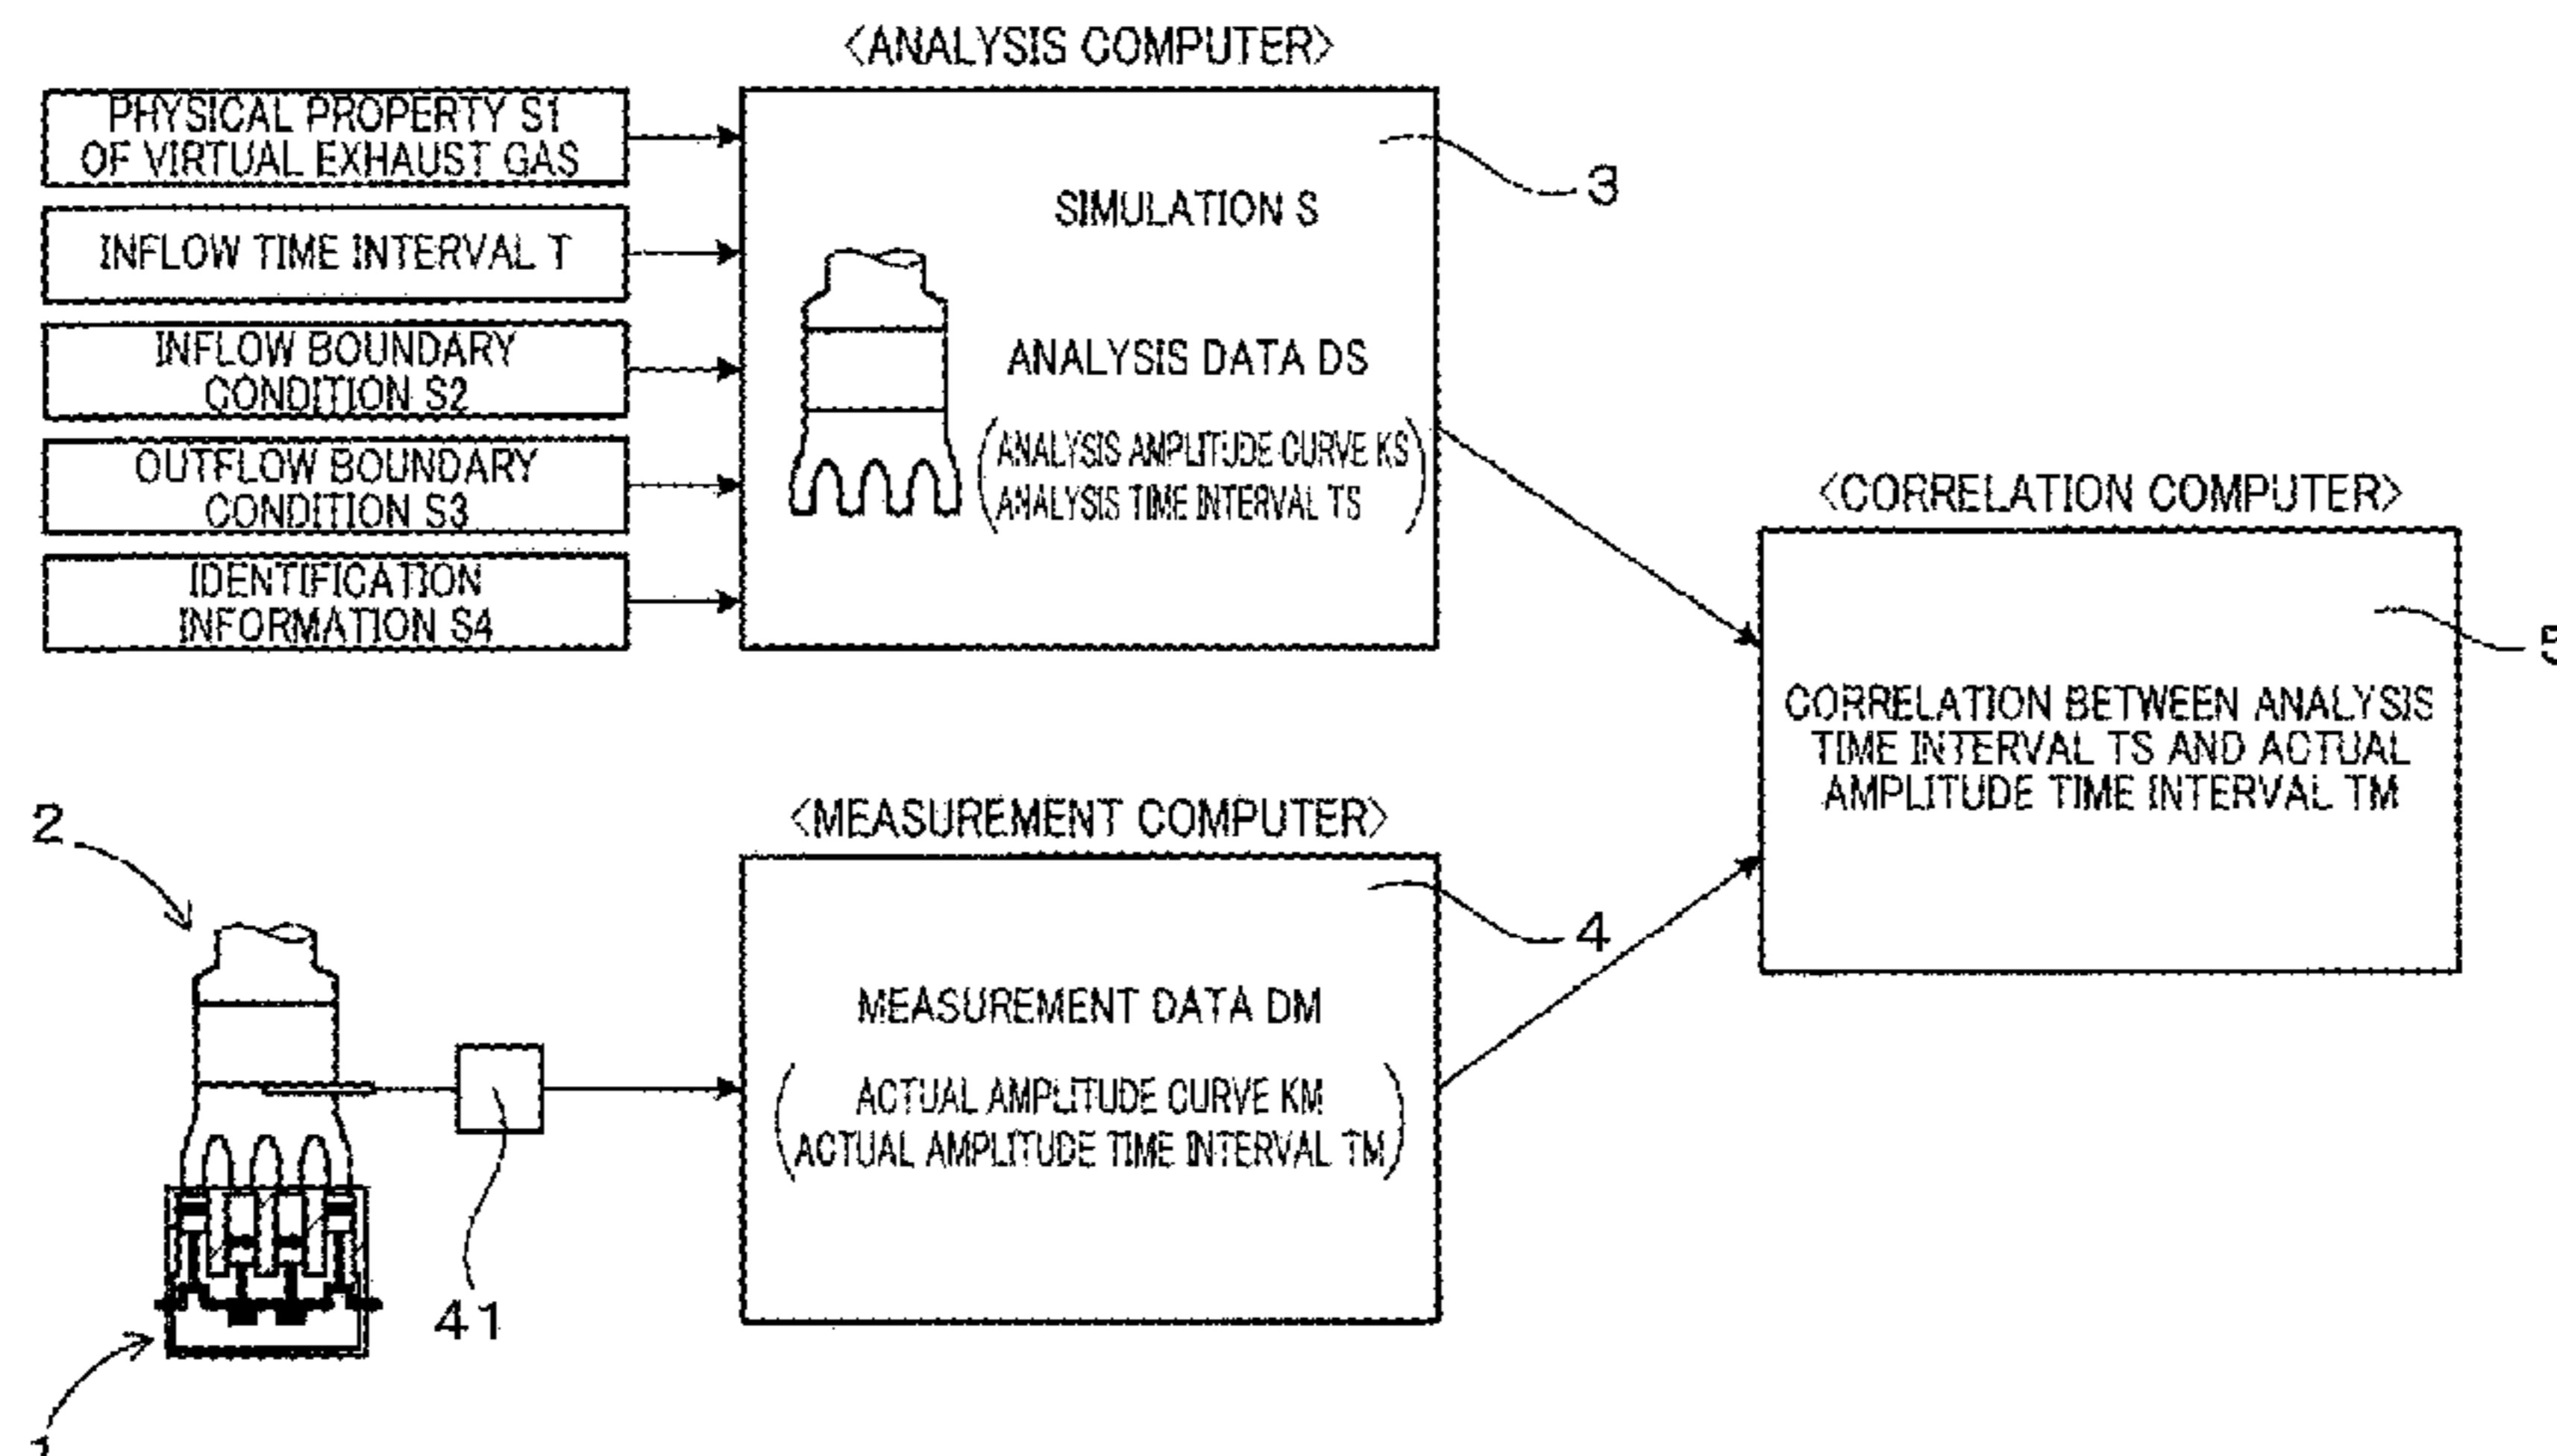 <ANALYSIS COMPUTER>
PHYSICAL PROPERTY S1
OF VIRTUAL EXHAUST GAS
INFLOW TIME INTERVAL T
INFLOW BOUNDARY
CONDITION S2
OUTFLOW BOUNDARY
CONDITION S3
IDENTIFICATION
INFORMATION S4
SIMULATION S
3
ANALYSIS DATA DS
(ANALYSIS AMPLITUDE CURVE KS
ANALYSIS TIME INTERVAL TS)
<CORRELATION COMPUTER>
5
CORRELATION BETWEEN ANALYSIS
TIME INTERVAL TS AND ACTUAL
AMPLITUDE TIME INTERVAL TM
<MEASUREMENT COMPUTER>
4
MEASUREMENT DATA DM
(ACTUAL AMPLITUDE CURVE KM
ACTUAL AMPLITUDE TIME INTERVAL TM)
2
41
1